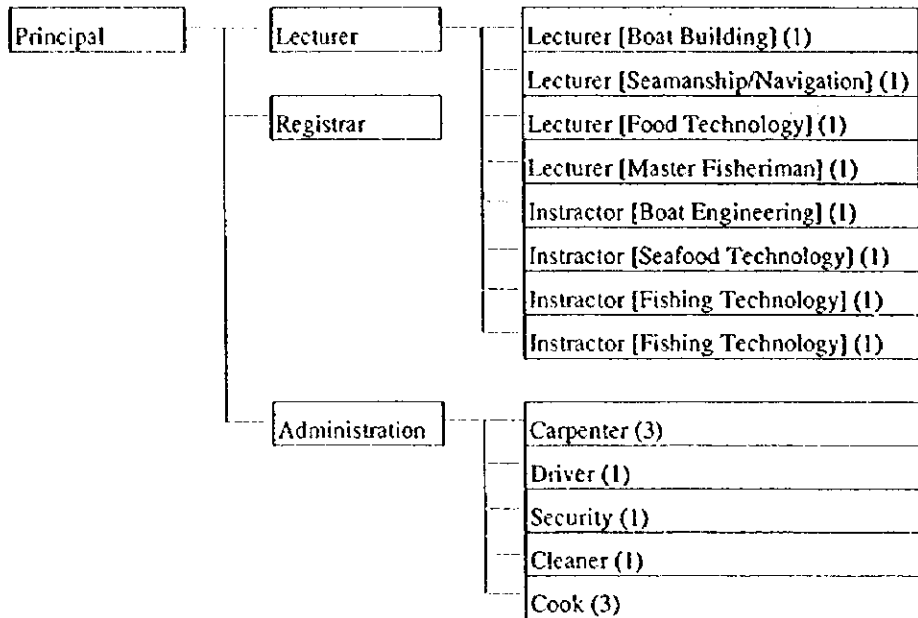 Principal
Lecturer
Lecturer [Boat Building] (1)
Lecturer [Seamanship/Navigation] (1)
Registrar
Lecturer [Food Technology] (1)
Lecturer [Master Fisheriman] (1)
Instractor [Boat Engineering] (1)
Instractor [Seafood Technology] (1)
Instractor [Fishing Technology] (1)
Instractor [Fishing Technology] (1)
Administration
Carpenter (3)
Driver (1)
Security (1)
Cleaner (1)
Cook (3)